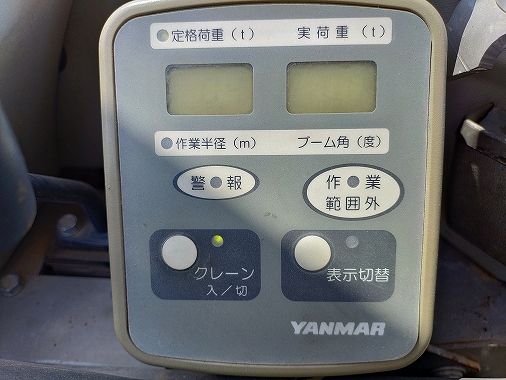 定格荷重(t) 実荷重(t)
作業半径(m) ブーム角(度)
警報 作業
範囲外
クレーン 表示切替
入/切
YANMAR